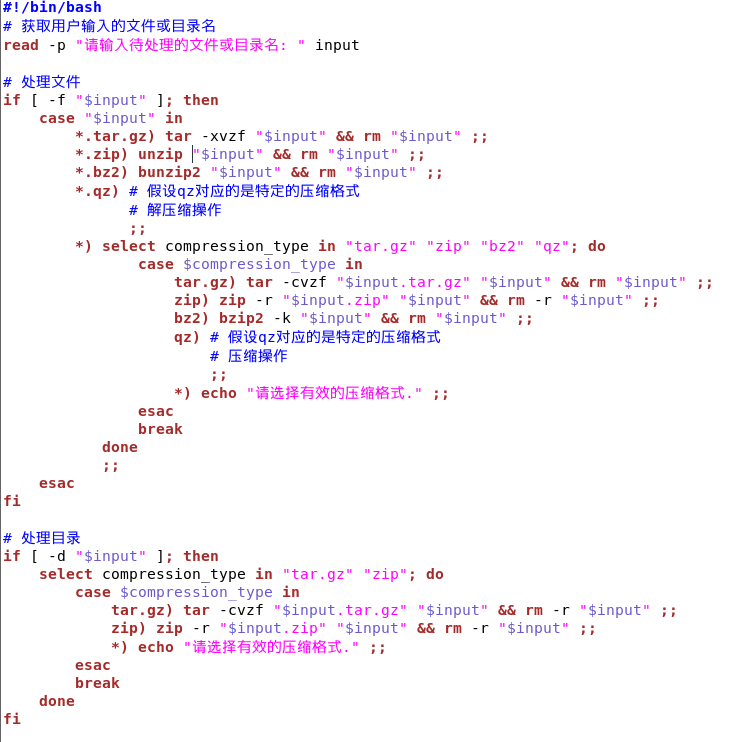 #!/bin/bash
# 获取用户输入的文件或目录名
read -p "请输入待处理的文件或目录名: " input

# 处理文件
if [ -f "$input" ]; then
    case "$input" in
        *.tar.gz) tar -xvzf "$input" && rm "$input" ;;
        *.zip) unzip "$input" && rm "$input" ;;
        *.bz2) bunzip2 "$input" && rm "$input" ;;
        *.qz) # 假设qz对应的是特定的压缩格式
              # 解压缩操作
              ;;
        *) select compression_type in "tar.gz" "zip" "bz2" "qz"; do
               case $compression_type in
                   tar.gz) tar -cvzf "$input.tar.gz" "$input" && rm "$input" ;;
                   zip) zip -r "$input.zip" "$input" && rm -r "$input" ;;
                   bz2) bzip2 -k "$input" && rm "$input" ;;
                   qz) # 假设qz对应的是特定的压缩格式
                       # 压缩操作
                       ;;
                   *) echo "请选择有效的压缩格式." ;;
               esac
               break
           done
           ;;
    esac
fi

# 处理目录
if [ -d "$input" ]; then
    select compression_type in "tar.gz" "zip"; do
        case $compression_type in
            tar.gz) tar -cvzf "$input.tar.gz" "$input" && rm -r "$input" ;;
            zip) zip -r "$input.zip" "$input" && rm -r "$input" ;;
            *) echo "请选择有效的压缩格式." ;;
        esac
        break
    done
fi